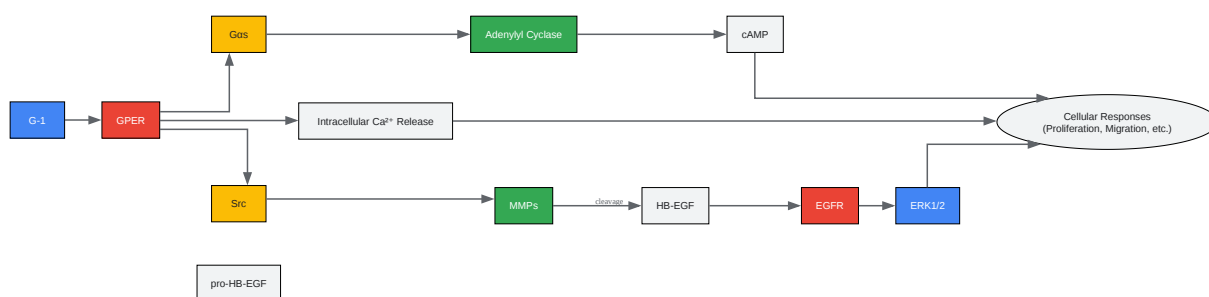 Gαs
Adenylyl Cyclase
cAMP
G-1
GPER
Intracellular Ca²⁺ Release
Cellular Responses
(Proliferation, Migration, etc.)
Src
MMPs
cleavage
HB-EGF
EGFR
ERK1/2
pro-HB-EGF